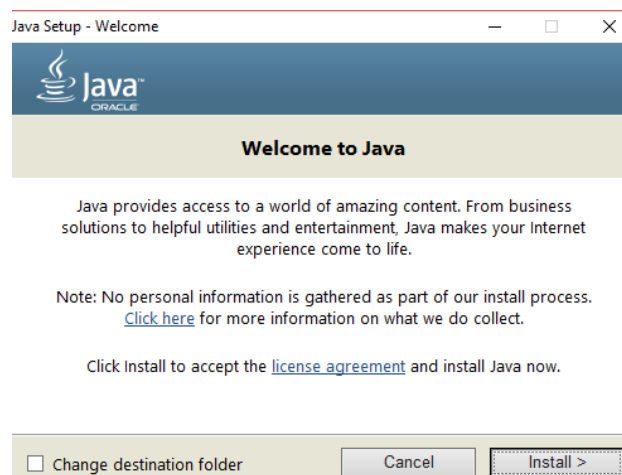 Java Setup - Welcome
Java™
ORACLE
Welcome to Java
Java provides access to a world of amazing content. From business
solutions to helpful utilities and entertainment, Java makes your Internet
experience come to life.
Note: No personal information is gathered as part of our install process.
Click here for more information on what we do collect.
Click Install to accept the license agreement and install Java now.
Change destination folder
Cancel
Install >